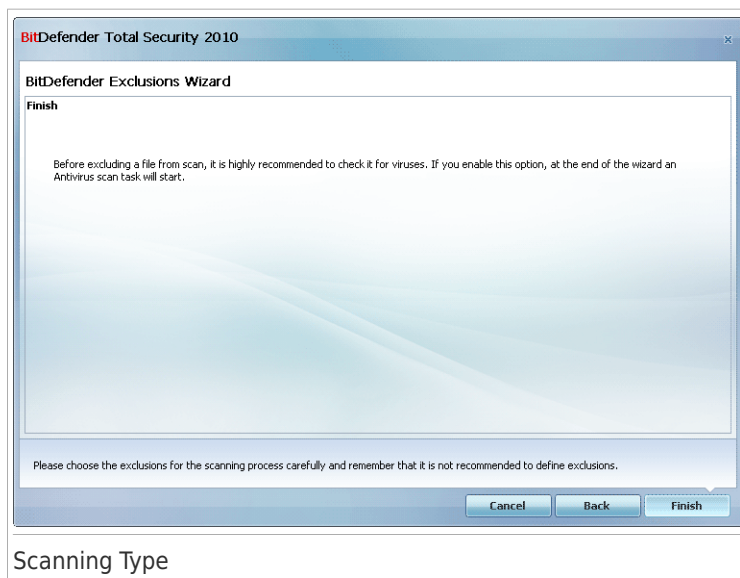 BitDefender Total Security 2010
x
BitDefender Exclusions Wizard
Finish
Before excluding a file from scan, it is highly recommended to check it for viruses. If you enable this option, at the end of the wizard an
Antivirus scan task will start.
Please choose the exclusions for the scanning process carefully and remember that it is not recommended to define exclusions.
Cancel Back Finish
Scanning Type